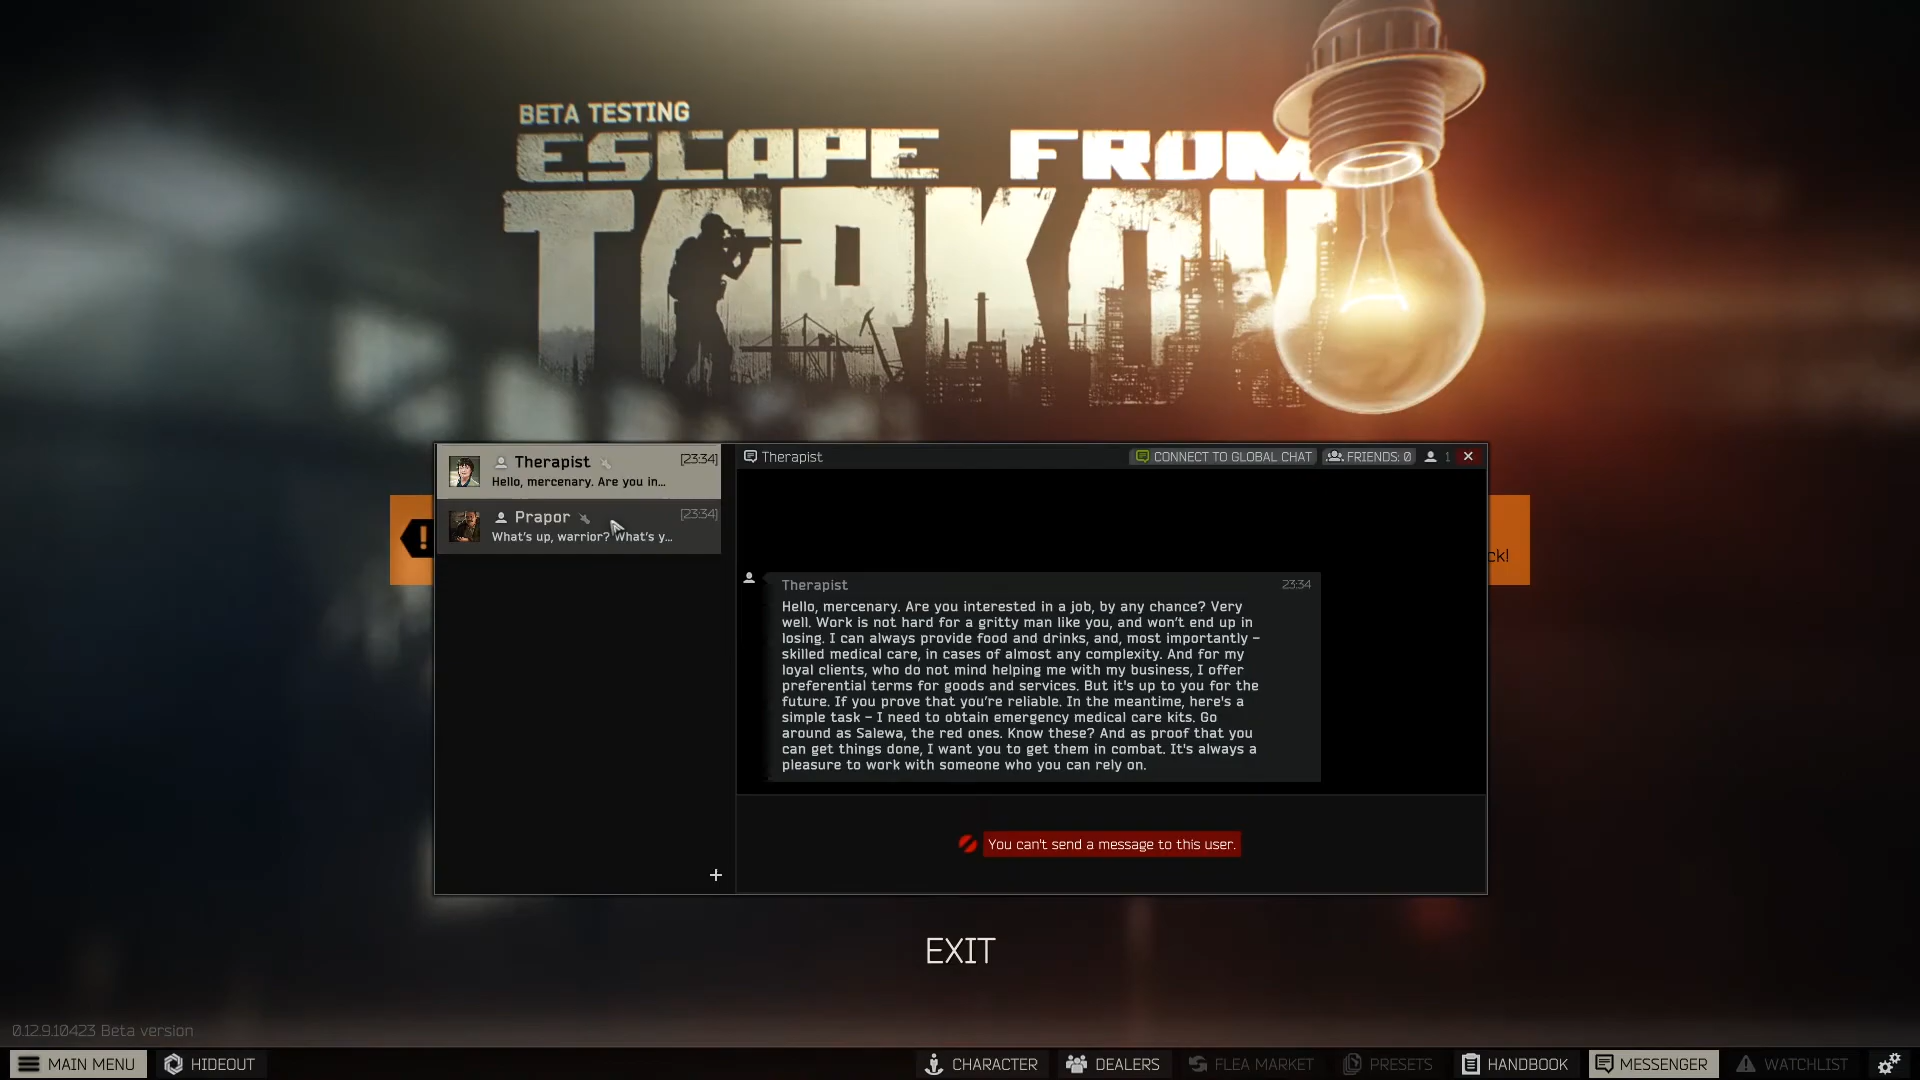 BETA TESTING
ESCAPE FROM
TARKOV
Therapist
[23:34]
Hello, mercenary. Are you in...
Prapor
[23:34]
What's up, warrior? What's y...
Therapist
CONNECT TO GLOBAL CHAT
FRIENDS: 0
1
ck!
Therapist
23:34
Hello, mercenary. Are you interested in a job, by any chance? Very
well. Work is not hard for a gritty man like you, and won't end up in
losing. I can always provide food and drinks, and, most importantly –
skilled medical care, in cases of almost any complexity. And for my
loyal clients, who do not mind helping me with my business, I offer
preferential terms for goods and services. But it's up to you for the
future. If you prove that you're reliable. In the meantime, here's a
simple task – I need to obtain emergency medical care kits. Go
around as Salewa, the red ones. Know these? And as proof that you
can get things done, I want you to get them in combat. It's always a
pleasure to work with someone who you can rely on.
You can't send a message to this user.
EXIT
0.12.9.10423 Beta version
MAIN MENU
HIDEOUT
CHARACTER
DEALERS
FLEA MARKET
PRESETS
HANDBOOK
MESSENGER
WATCHLIST